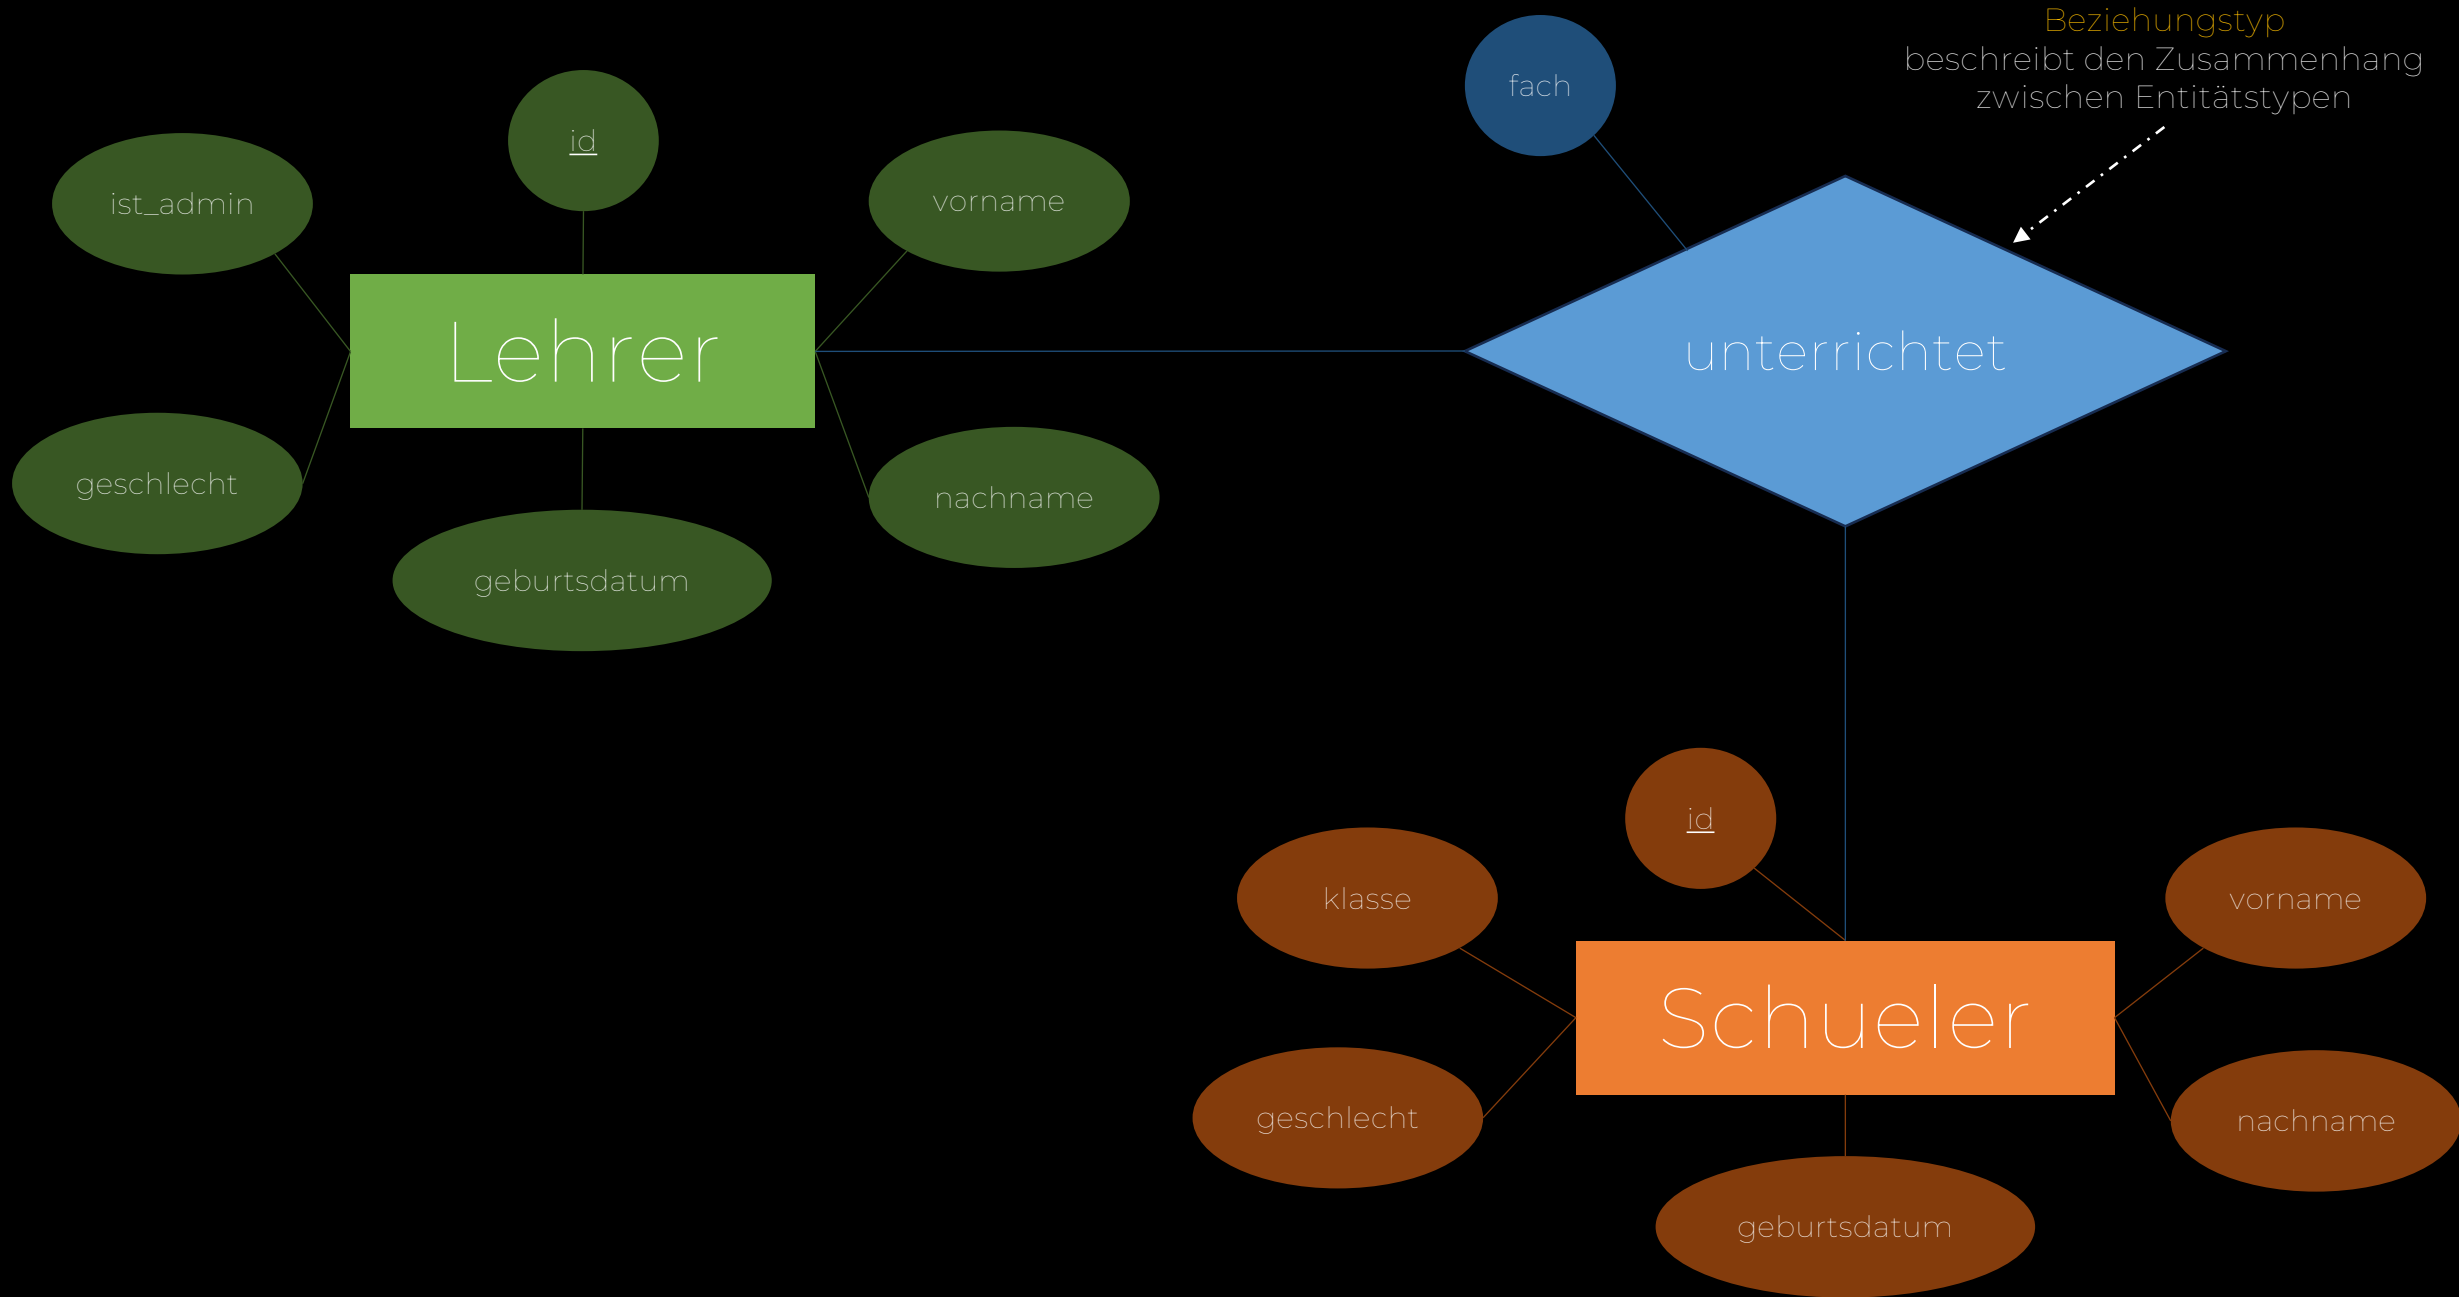 Beziehungstyp
beschreibt den Zusammenhang
zwischen Entitätstypen
fach
id
ist_admin
vorname
Lehrer
unterrichtet
geschlecht
nachname
geburtsdatum
id
klasse
vorname
Schueler
geschlecht
nachname
geburtsdatum